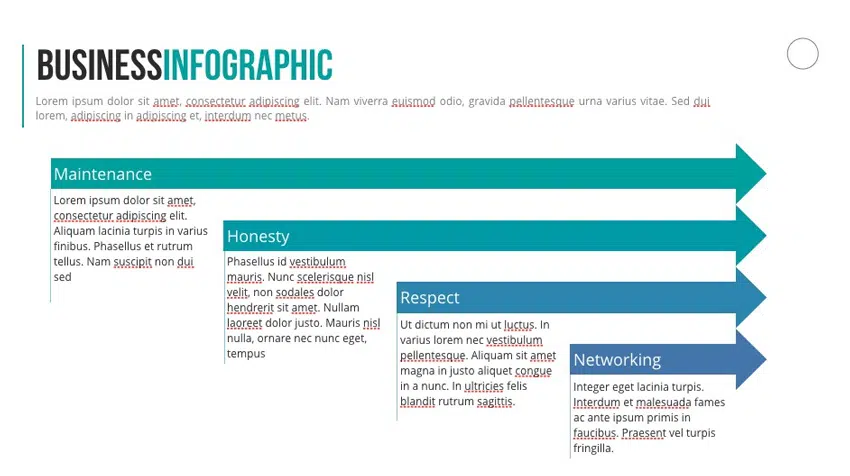 BUSINESSINFOGRAPHIC
Lorem ipsum dolor sit amet, consectetur adipiscing elit. Nam viverra euismod odio, gravida pellentesque urna varius vitae. Sed dui
lorem, adipiscing in adipiscing et, interdum nec metus.
Maintenance
Lorem ipsum dolor sit amet,
consectetur adipiscing elit.
Aliquam lacinia turpis in varius
finibus. Phasellus et rutrum
tellus. Nam suscipit non dui
sed
Honesty
Phasellus id vestibulum
mauris. Nunc scelerisque nisl
velit, non sodales dolor
hendrerit sit amet. Nullam
laoreet dolor justo. Mauris nisl
nulla, ornare nec nunc eget,
tempus
Respect
Ut dictum non mi ut luctus. In
varius lorem nec vestibulum
pellentesque. Aliquam sit amet
magna in justo aliquet congue
in a nunc. In ultricies felis
blandit rutrum sagittis.
Networking
Integer eget lacinia turpis.
Interdum et malesuada fames
ac ante ipsum primis in
faucibus. Praesent vel turpis
fringilla.